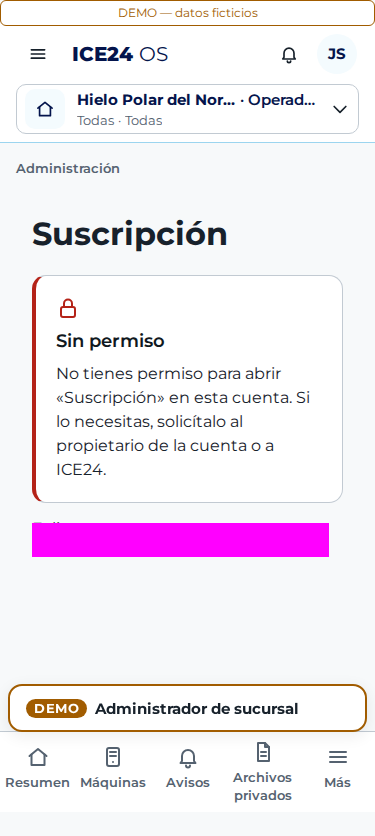 DEMO — datos ficticios
ICE24 OS
JS
Hielo Polar del Nor... · Operad...
Todas · Todas
Administración
Suscripción
Sin permiso
No tienes permiso para abrir
«Suscripción» en esta cuenta. Si
lo necesitas, solicítalo al
propietario de la cuenta o a
ICE24.
DEMO Administrador de sucursal
Resumen
Máquinas
Avisos
Archivos
privados
Más